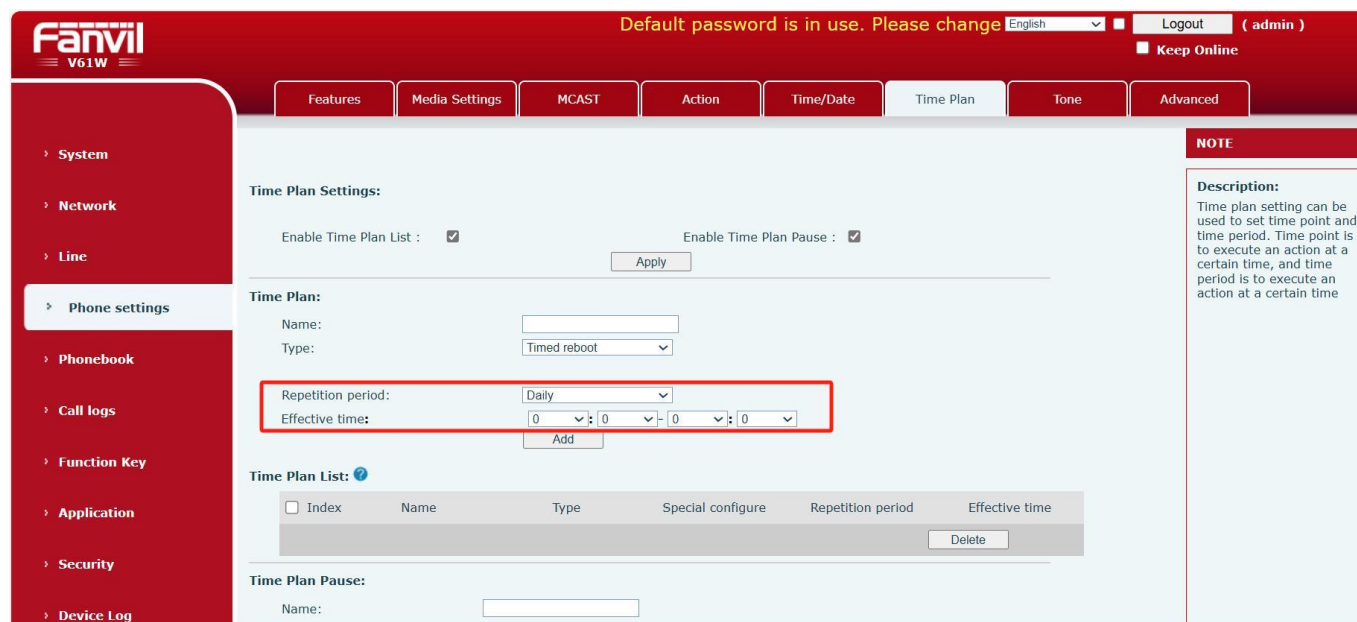 Default password is in use. Please change English Logout ( admin )
Fanvil
V61W
Keep Online
Features Media Settings MCAST Action Time/Date Time Plan Tone Advanced
› System
› Network
› Line
› Phone settings
› Phonebook
› Call logs
› Function Key
› Application
› Security
› Device Log
Time Plan Settings:
Enable Time Plan List : Enable Time Plan Pause :
Apply
Time Plan:
Name:
Type: Timed reboot
Repetition period: Daily
Effective time: 0 : 0 - 0 : 0
Add
Time Plan List: ?
Index Name Type Special configure Repetition period Effective time
Delete
Time Plan Pause:
Name:
NOTE
Description:
Time plan setting can be
used to set time point and
time period. Time point is
to execute an action at a
certain time, and time
period is to execute an
action at a certain time